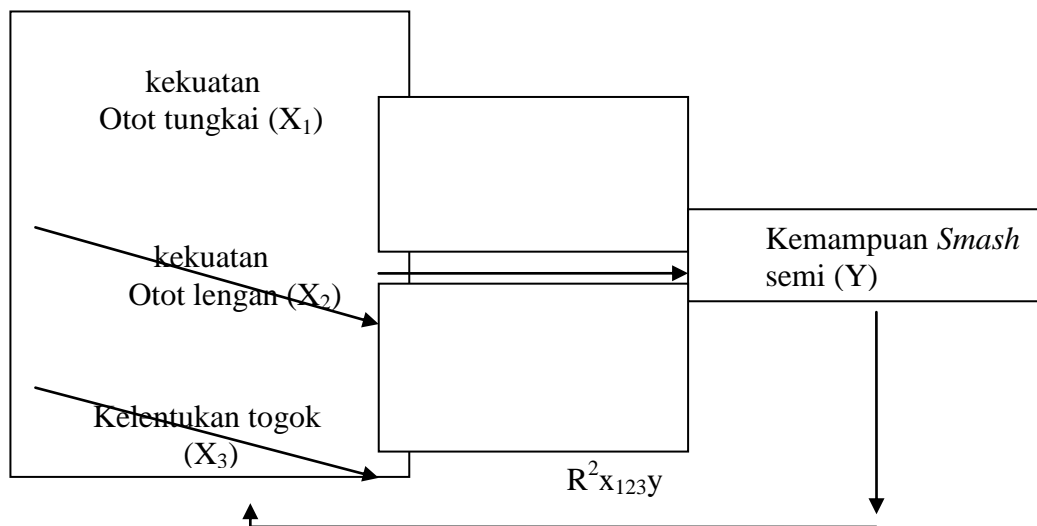 kekuatan
Otot tungkai (X₁)
kekuatan
Otot lengan (X₂)
Kelentukan togok
(X₃)
Kemampuan Smash
semi (Y)
R²x₁₂₃y